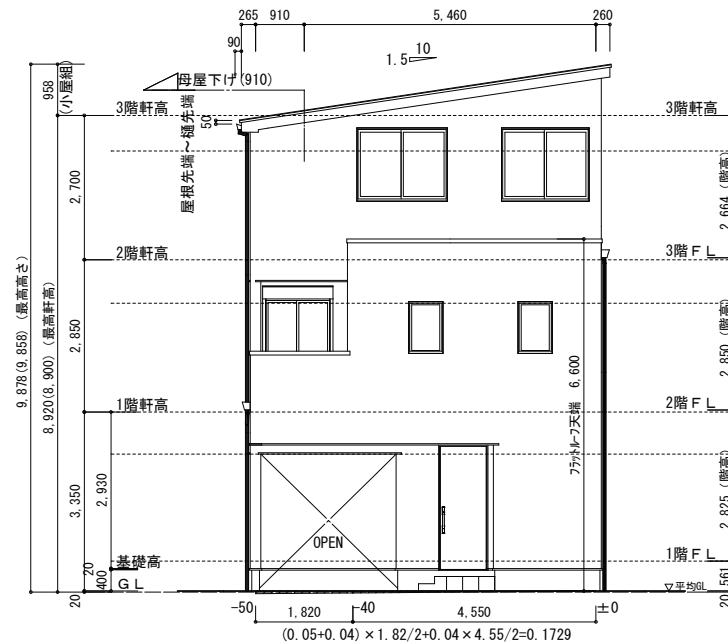 265 910 5,460 260
90
10
1.5
母屋下げ(910)
958
(小屋組)
3階軒高
3階軒高
50
屋根先端～樋先端
2,700
2,664 (階高)
2階軒高
3階ＦＬ
9,878(9,858) (最高高さ)
8,920(8,900) (最高軒高)
2,850
2,850 (階高)
フラットルーフ天端 6,600
1階軒高
2階ＦＬ
3,350
2,930
2,825 (階高)
OPEN
基礎高
1階ＦＬ
20
400
ＧＬ
20
561
20
▽平均GL
-50 1,820 -40 4,550 ±0
(0.05+0.04)×1.82/2+0.04×4.55/2=0.1729